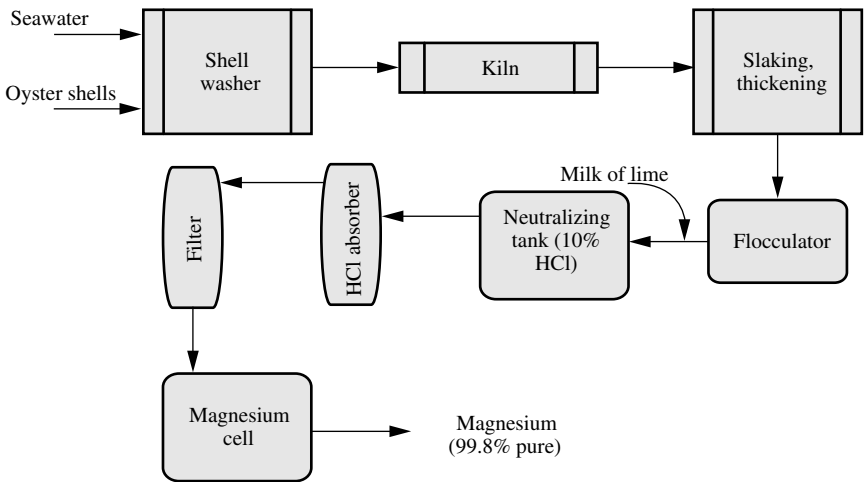 Seawater
Oyster shells
Shell
washer
Kiln
Slaking,
thickening
Filter
HCl absorber
Milk of lime
Neutralizing
tank (10%
HCl)
Flocculator
Magnesium
cell
Magnesium
(99.8% pure)